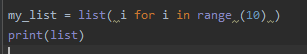 my_list = list( i for i in range (10) )
print(list)